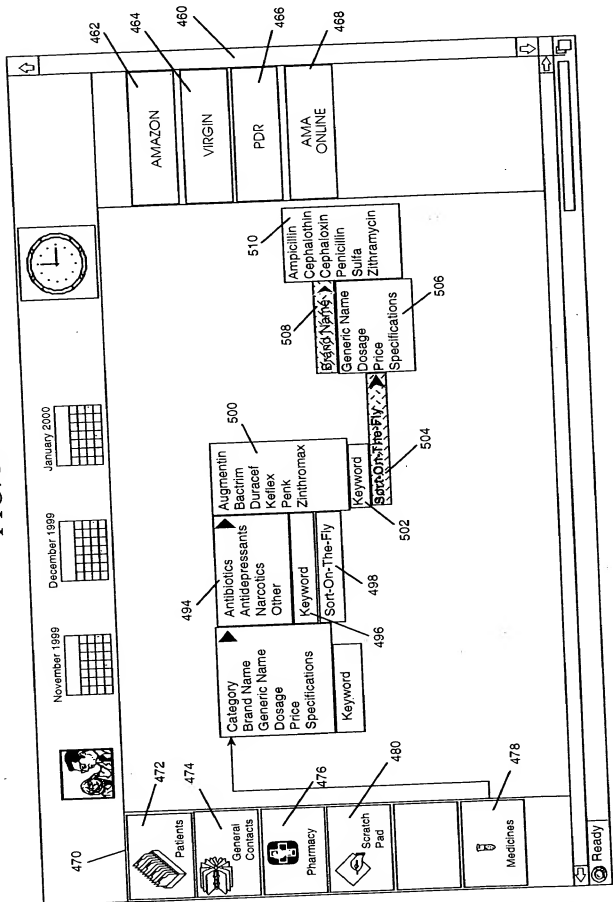 November 1999
December 1999
January 2000
470
472
Patients
474
General
Contacts
476
Pharmacy
480
Scratch
Pad
478
Medicines
Ready
Category
Brand Name
Generic Name
Dosage
Price
Specifications
Keyword
494
Antibiotics
Antidepressants
Narcotics
Other
Keyword
496
Sort-On-The-Fly
498
500
Augmentin
Bactrim
Duracef
Keflex
Penk
Zinthromax
Keyword
502
Sort-On-The-Fly
504
508
Brand Name
Generic Name
Dosage
Price
Specifications
506
510
Ampicillin
Cephalothin
Cephaloxin
Penicillin
Sulfa
Zithramycin
462
464
460
466
468
AMAZON
VIRGIN
PDR
AMA
ONLINE